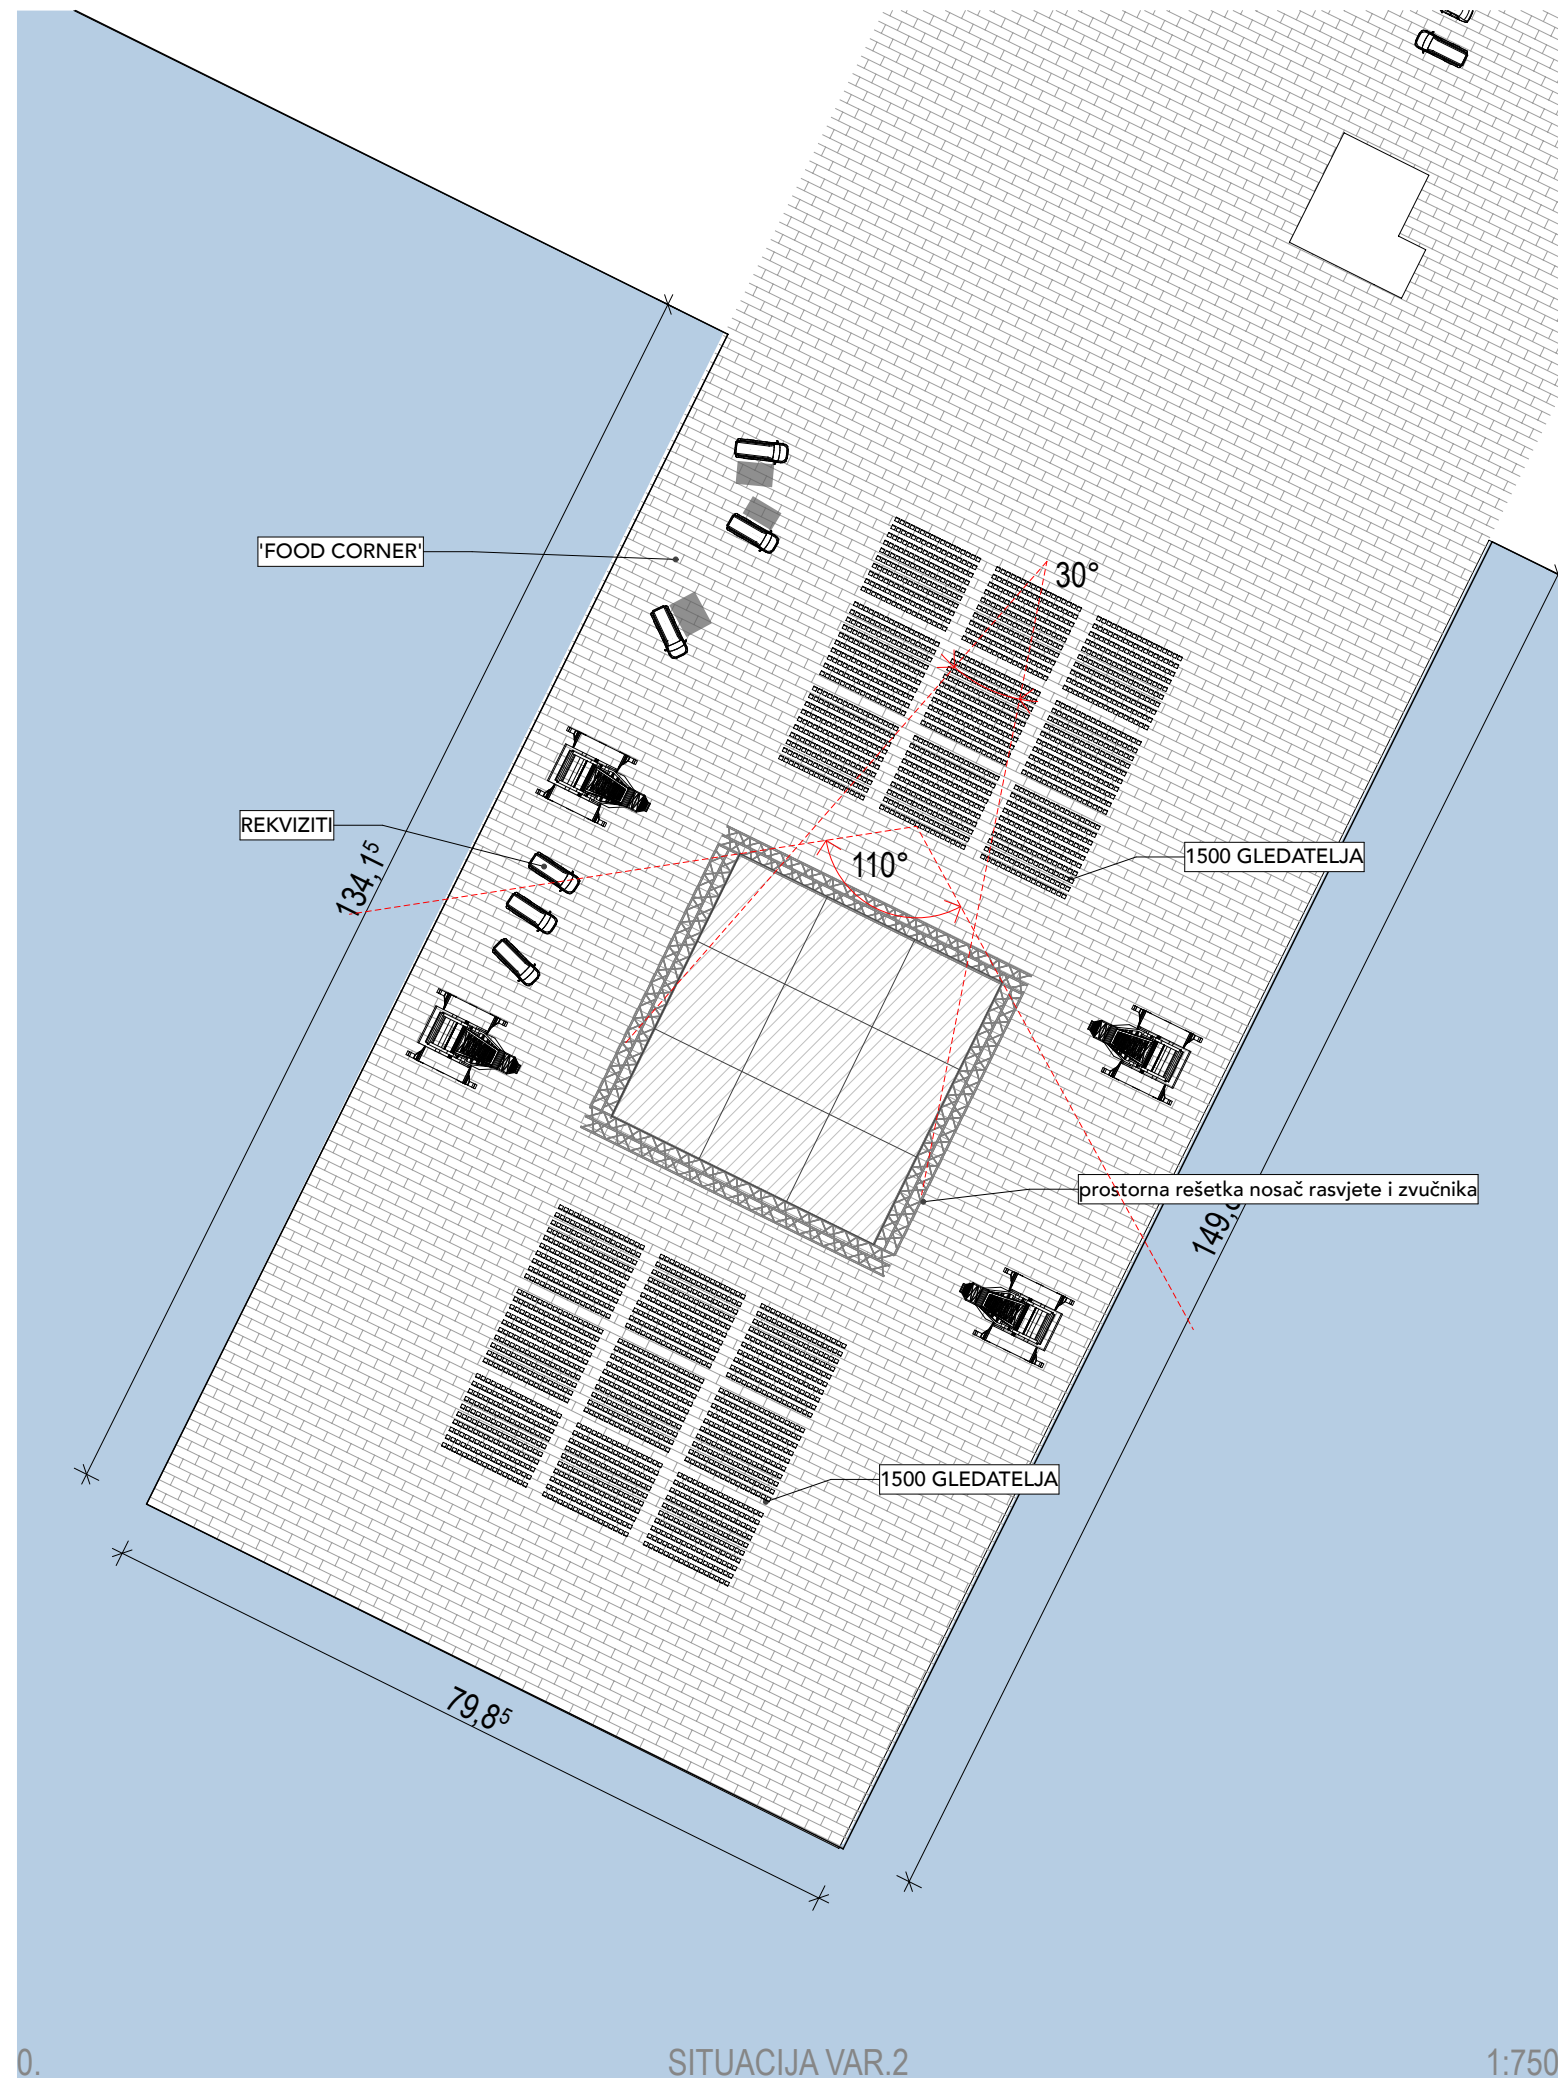 30°
'FOOD CORNER'
REKVIZITI
134,1⁵
110°
1500 GLEDATELJA
prostorna rešetka nosač rasvjete i zvučnika
1500 GLEDATELJA
79,8⁵
0.
SITUACIJA VAR.2
1:750